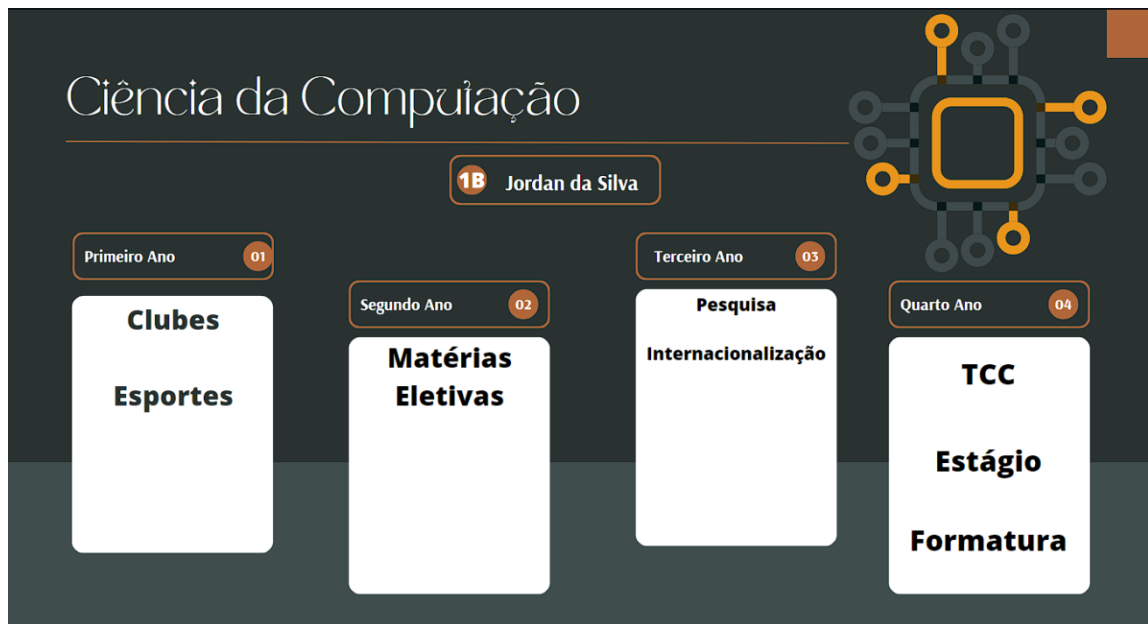 Ciência da Computação
1B Jordan da Silva
Primeiro Ano 01
Clubes
Esportes
Segundo Ano 02
Matérias
Eletivas
Terceiro Ano 03
Pesquisa
Internacionalização
Quarto Ano 04
TCC
Estágio
Formatura